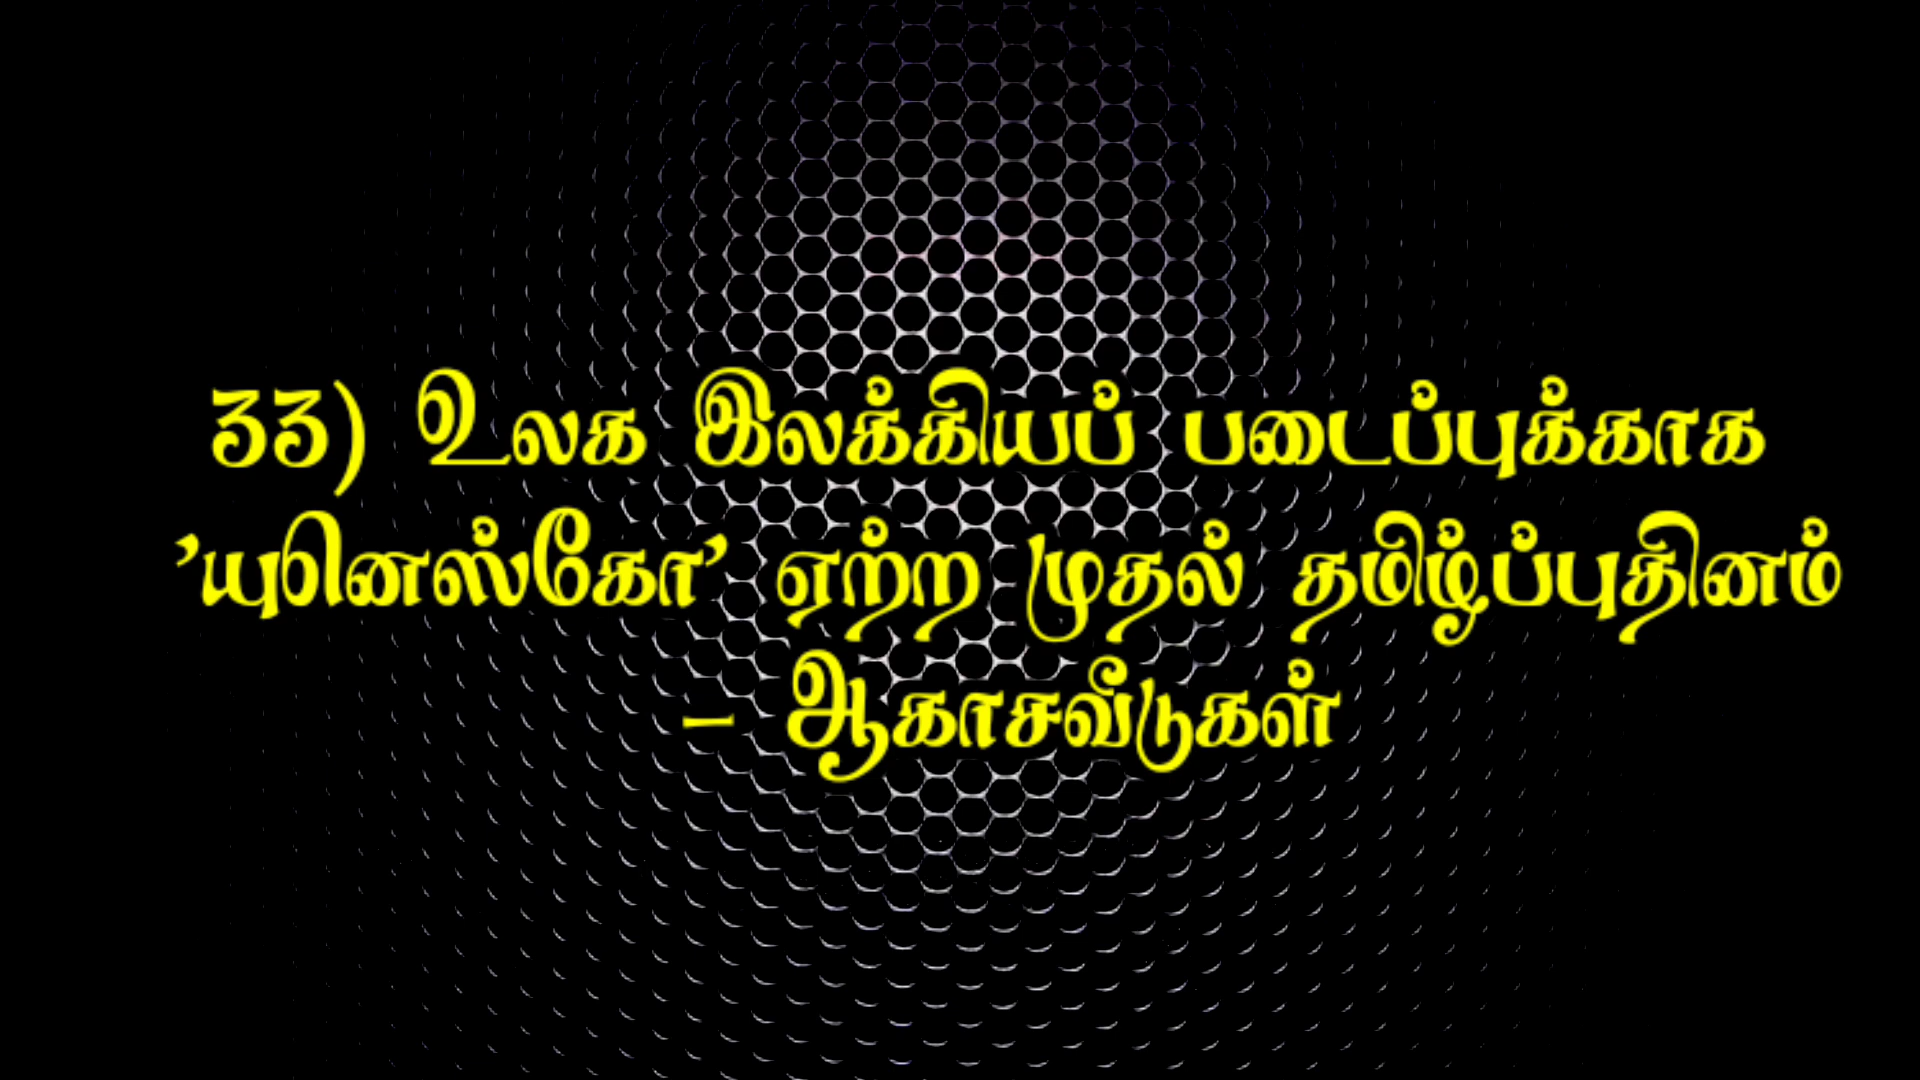 33) உலக இலக்கியப் படைப்புக்காக
'யுனெஸ்கோ' ஏற்ற முதல் தமிழ்ப்புதினம்
- ஆகாசவீடுகள்